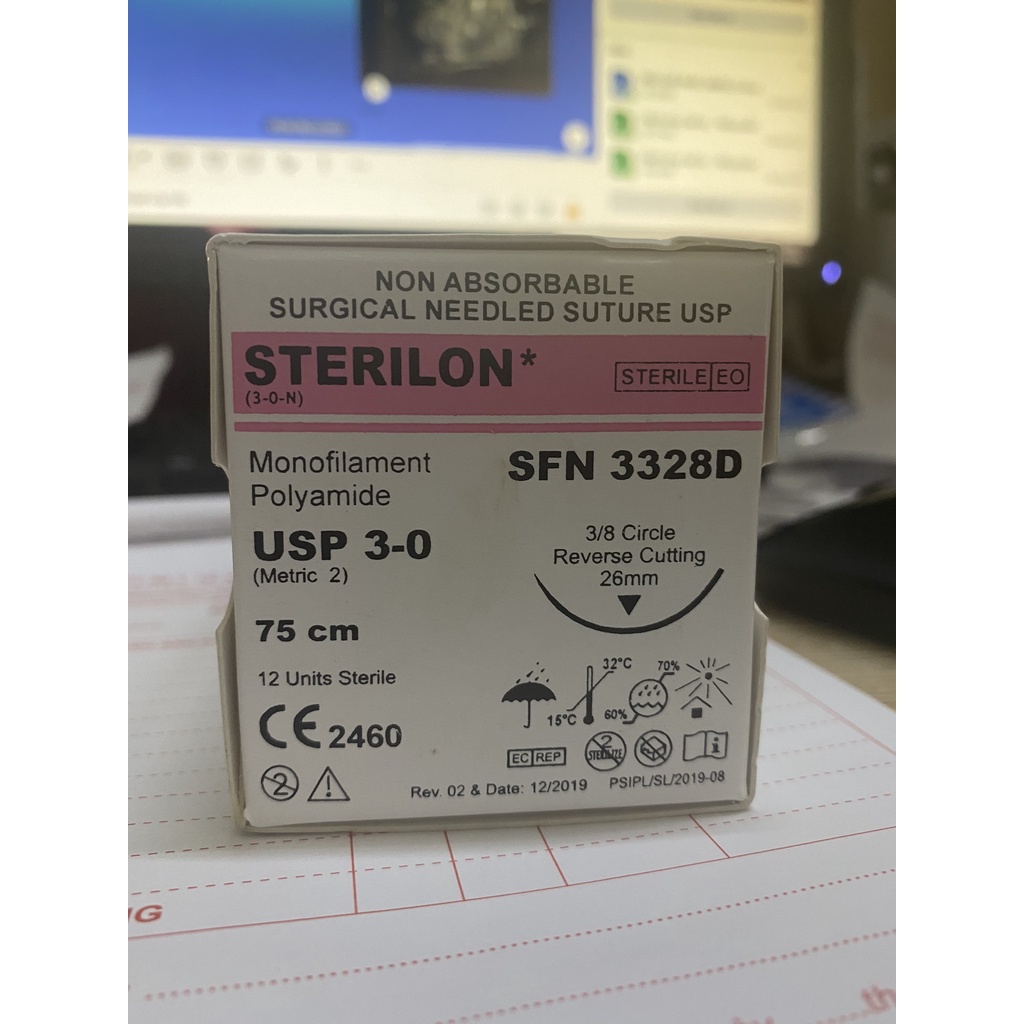 NON ABSORBABLE
SURGICAL NEEDLED SUTURE USP
STERILON*
(3-0-N)
STERILE EO
Monofilament
Polyamide
SFN 3328D
USP 3-0
(Metric 2)
3/8 Circle
Reverse Cutting
26mm
75 cm
12 Units Sterile
32°C
15°C
70%
60%
CE 2460
EC REP
2
STERILIZE
i
2
Rev. 02 & Date: 12/2019
PSIPL/SL/2019-08